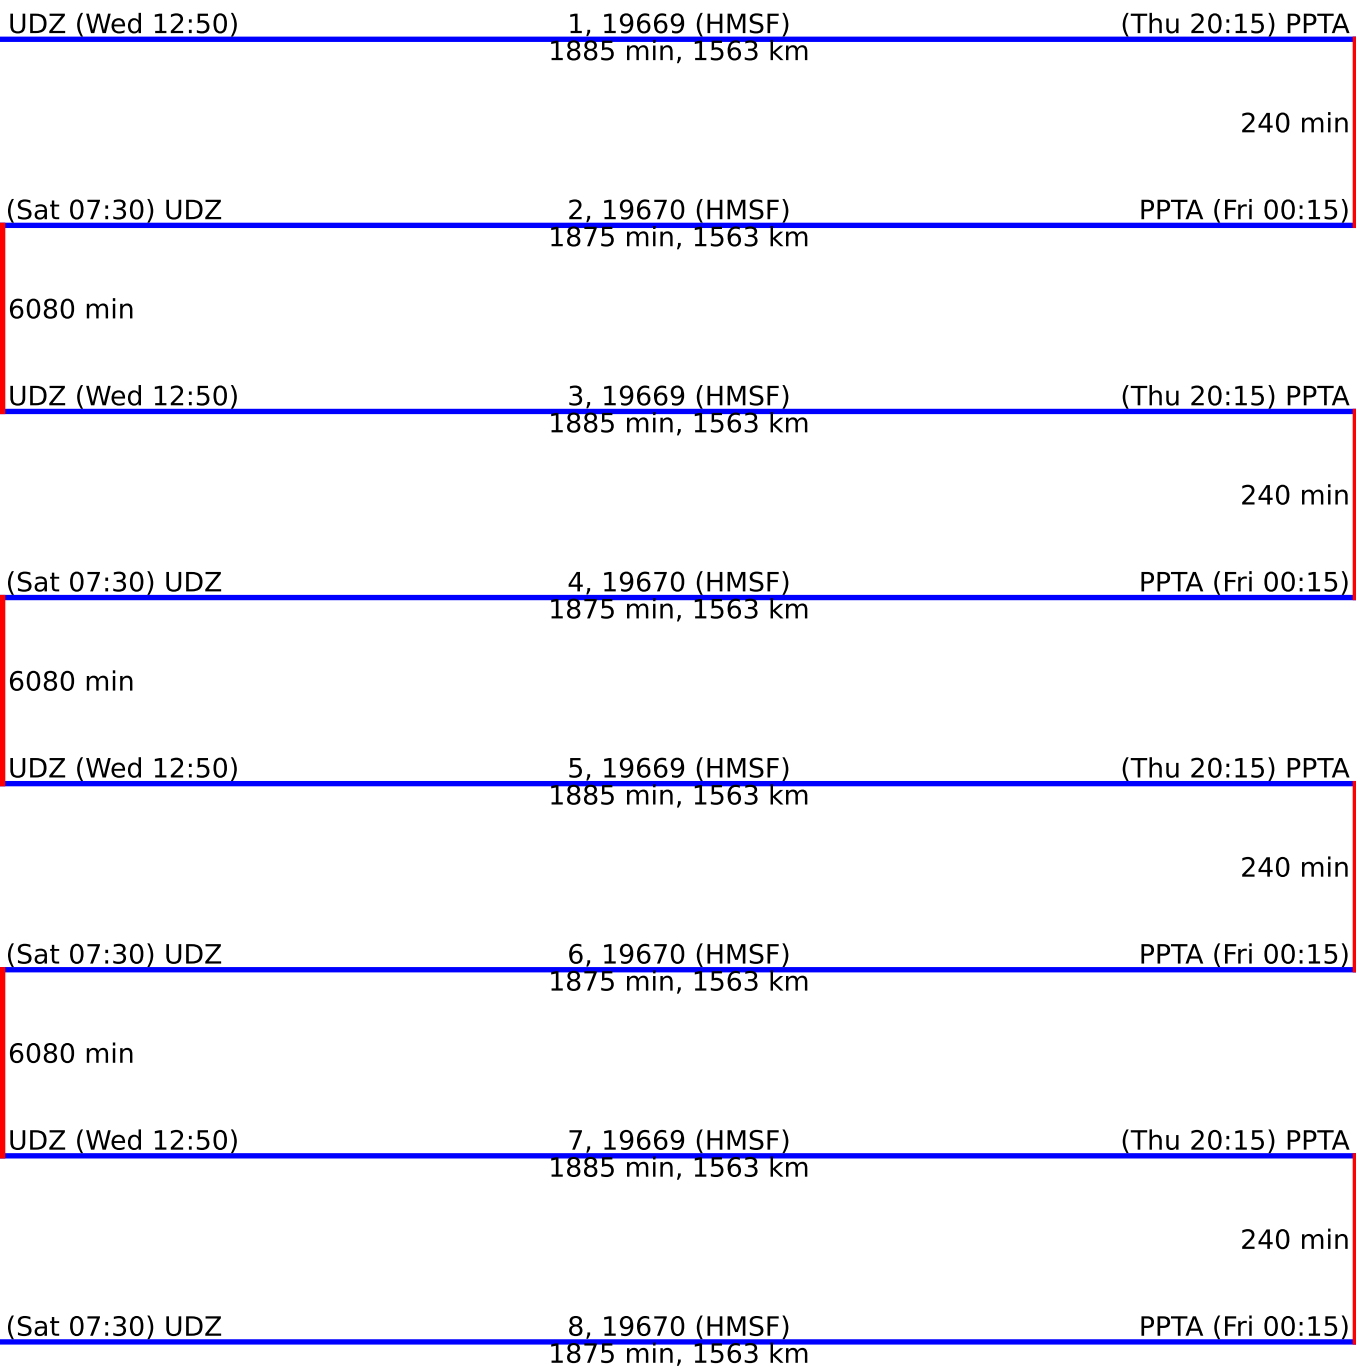 UDZ (Wed 12:50) 1, 19669 (HMSF) (Thu 20:15) PPTA
1885 min, 1563 km
240 min
(Sat 07:30) UDZ 2, 19670 (HMSF) PPTA (Fri 00:15)
1875 min, 1563 km
6080 min
UDZ (Wed 12:50) 3, 19669 (HMSF) (Thu 20:15) PPTA
1885 min, 1563 km
240 min
(Sat 07:30) UDZ 4, 19670 (HMSF) PPTA (Fri 00:15)
1875 min, 1563 km
6080 min
UDZ (Wed 12:50) 5, 19669 (HMSF) (Thu 20:15) PPTA
1885 min, 1563 km
240 min
(Sat 07:30) UDZ 6, 19670 (HMSF) PPTA (Fri 00:15)
1875 min, 1563 km
6080 min
UDZ (Wed 12:50) 7, 19669 (HMSF) (Thu 20:15) PPTA
1885 min, 1563 km
240 min
(Sat 07:30) UDZ 8, 19670 (HMSF) PPTA (Fri 00:15)
1875 min, 1563 km